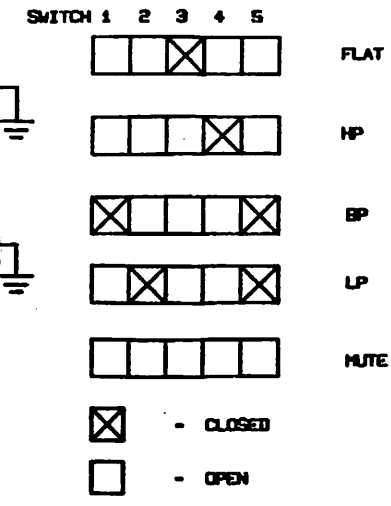 SWITCH 1 2 3 4 5
FLAT
HP
BP
LP
MUTE
- CLOSED
- OPEN